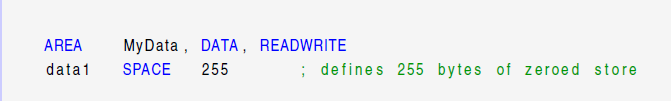 AREA MyData, DATA, READWRITE
data1 SPACE 255 ; defines 255 bytes of zeroed store